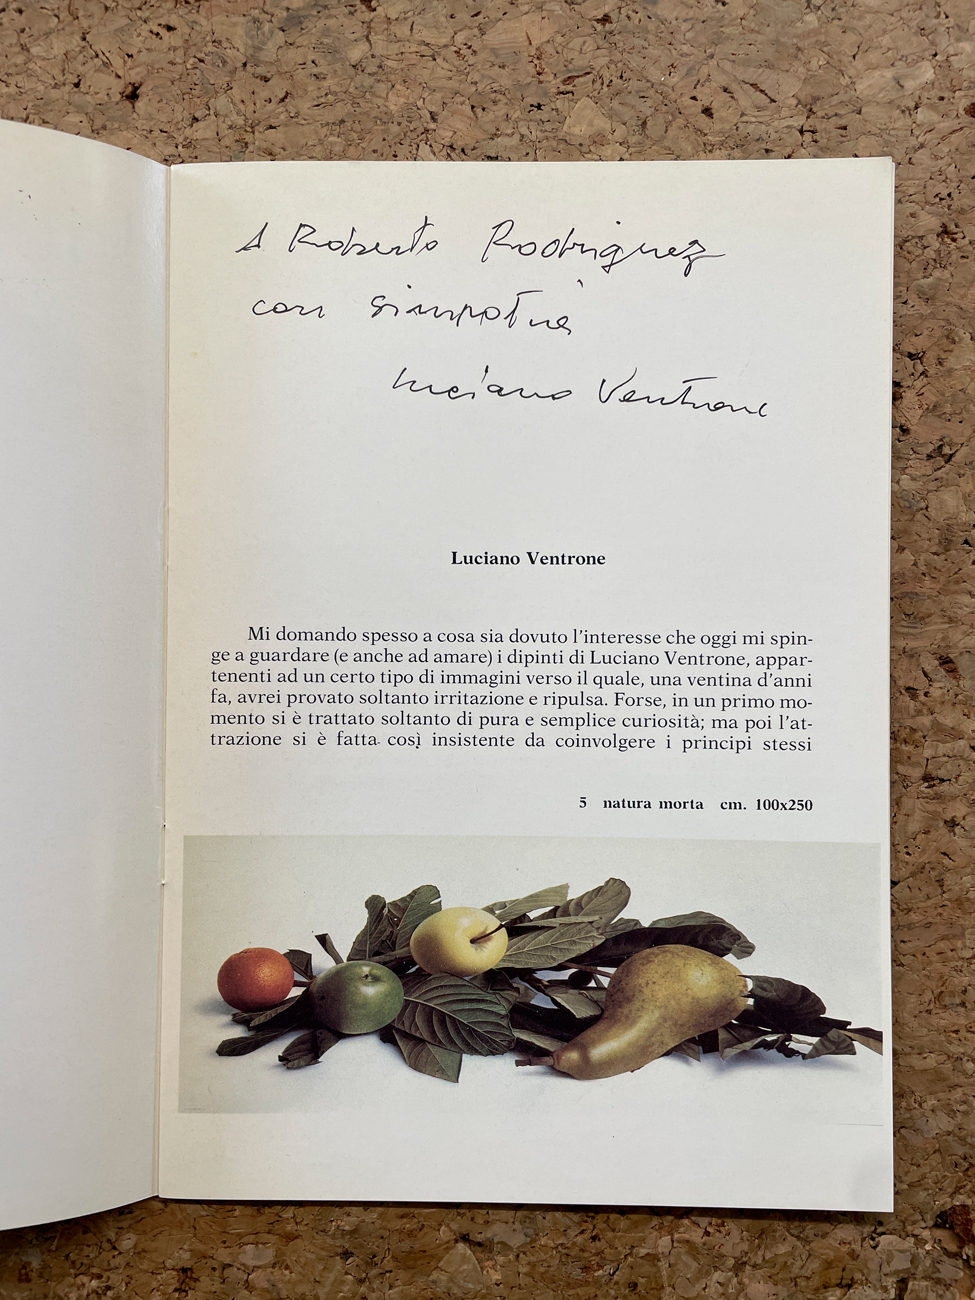 A Roberto Rodriguez
con simpatia
Luciano Ventrone
Luciano Ventrone
Mi domando spesso a cosa sia dovuto l'interesse che oggi mi spin-
ge a guardare (e anche ad amare) i dipinti di Luciano Ventrone, appar-
tenenti ad un certo tipo di immagini verso il quale, una ventina d'anni
fa, avrei provato soltanto irritazione e ripulsa. Forse, in un primo mo-
mento si è trattato soltanto di pura e semplice curiosità; ma poi l'at-
trazione si è fatta così insistente da coinvolgere i principi stessi
5 natura morta cm. 100x250